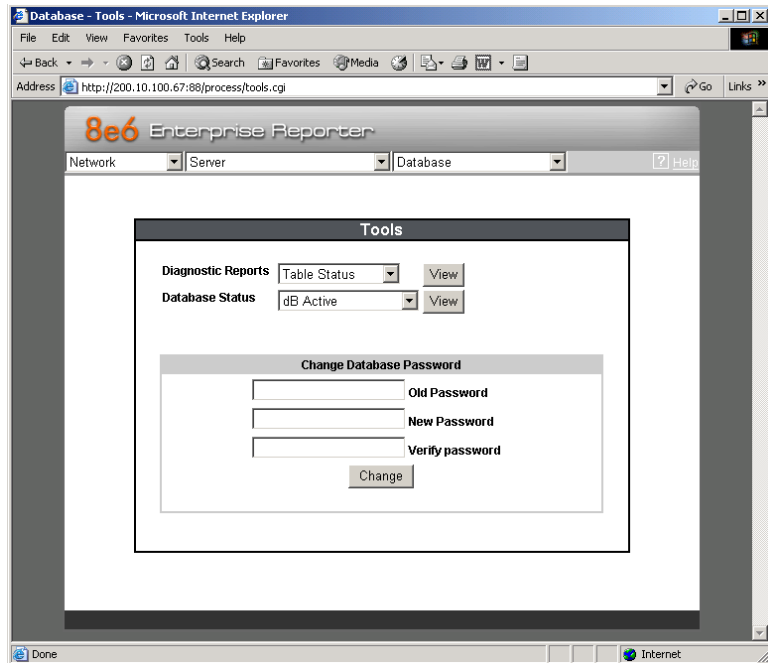 Database - Tools - Microsoft Internet Explorer
File Edit View Favorites Tools Help
Back Search Favorites Media
Address http://200.10.100.67:88/process/tools.cgi Go Links »
8e6 Enterprise Reporter
Network Server Database ? Help
Tools
Diagnostic Reports Table Status View
Database Status dB Active View
Change Database Password
Old Password
New Password
Verify password
Change
Done Internet